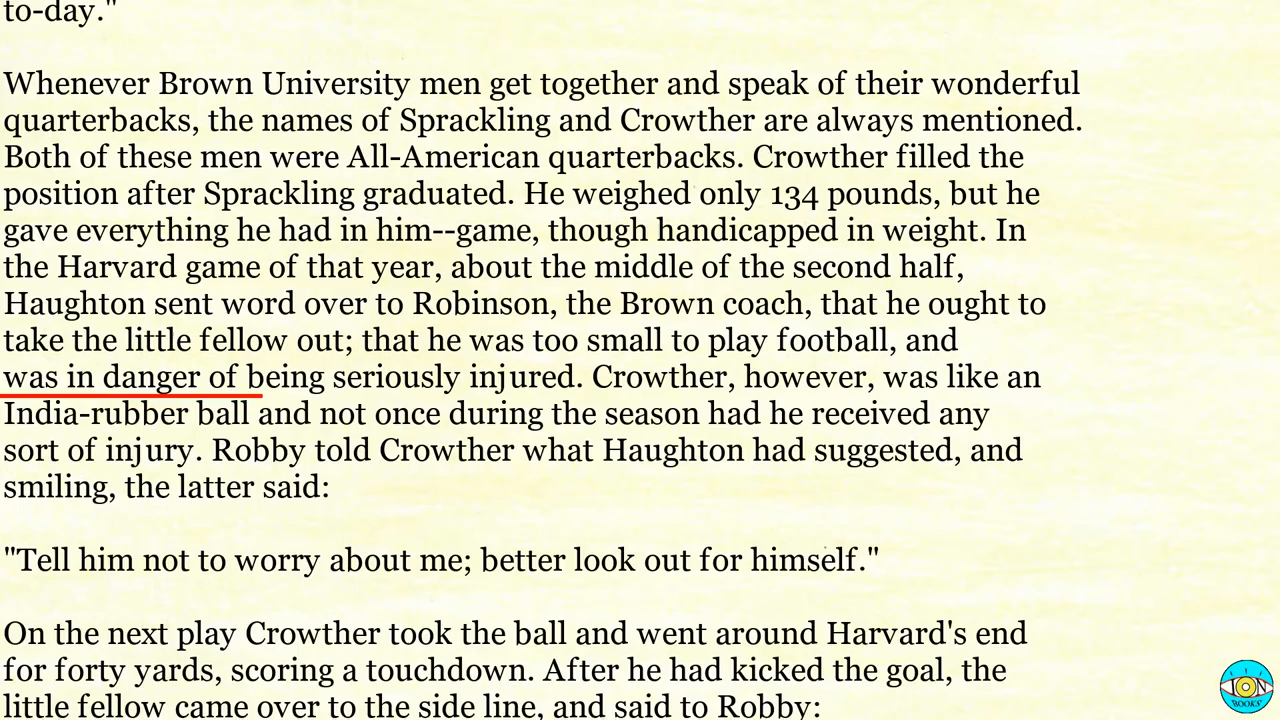 to-day."
Whenever Brown University men get together and speak of their wonderful
quarterbacks, the names of Sprackling and Crowther are always mentioned.
Both of these men were All-American quarterbacks. Crowther filled the
position after Sprackling graduated. He weighed only 134 pounds, but he
gave everything he had in him--game, though handicapped in weight. In
the Harvard game of that year, about the middle of the second half,
Haughton sent word over to Robinson, the Brown coach, that he ought to
take the little fellow out; that he was too small to play football, and
was in danger of being seriously injured. Crowther, however, was like an
India-rubber ball and not once during the season had he received any
sort of injury. Robby told Crowther what Haughton had suggested, and
smiling, the latter said:
"Tell him not to worry about me; better look out for himself."
On the next play Crowther took the ball and went around Harvard's end
for forty yards, scoring a touchdown. After he had kicked the goal, the
little fellow came over to the side line, and said to Robby:
ION
BOOKS